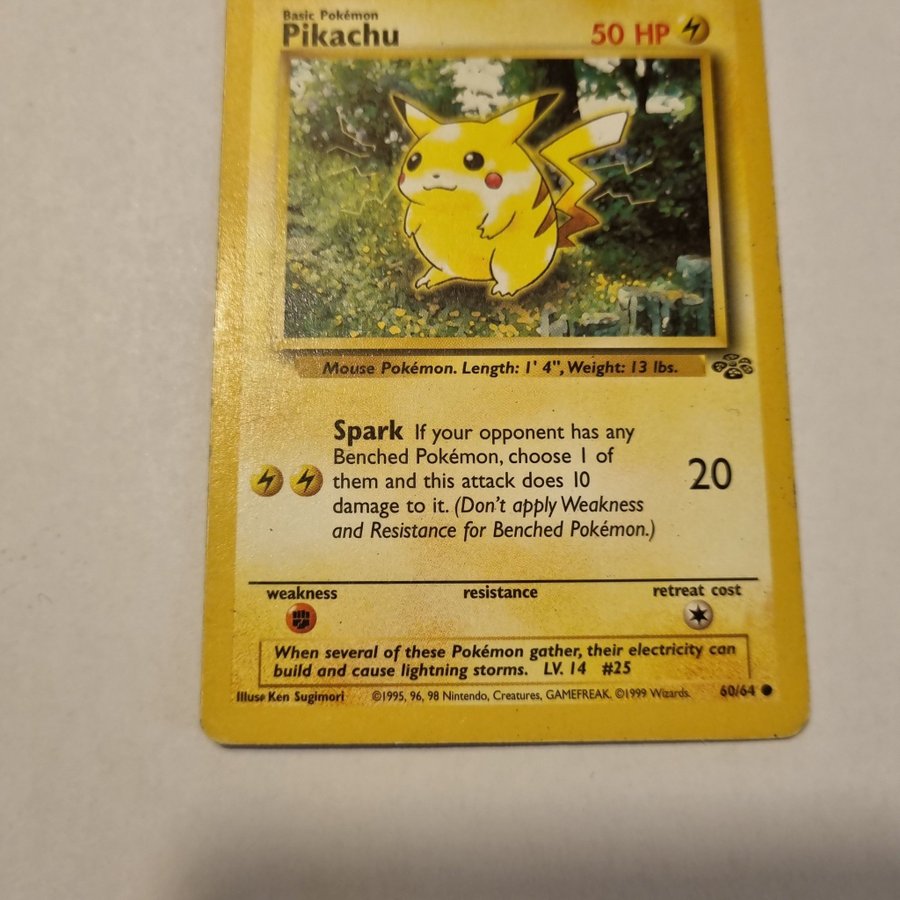 Basic Pokémon
Pikachu 50 HP
Mouse Pokémon. Length: 1' 4", Weight: 13 lbs.
Spark If your opponent has any
Benched Pokémon, choose 1 of
them and this attack does 10
damage to it. (Don't apply Weakness
and Resistance for Benched Pokémon.)
20
weakness resistance retreat cost
When several of these Pokémon gather, their electricity can
build and cause lightning storms. LV. 14 #25
Illus. Ken Sugimori ©1995, 96, 98 Nintendo, Creatures, GAMEFREAK. ©1999 Wizards. 60/64